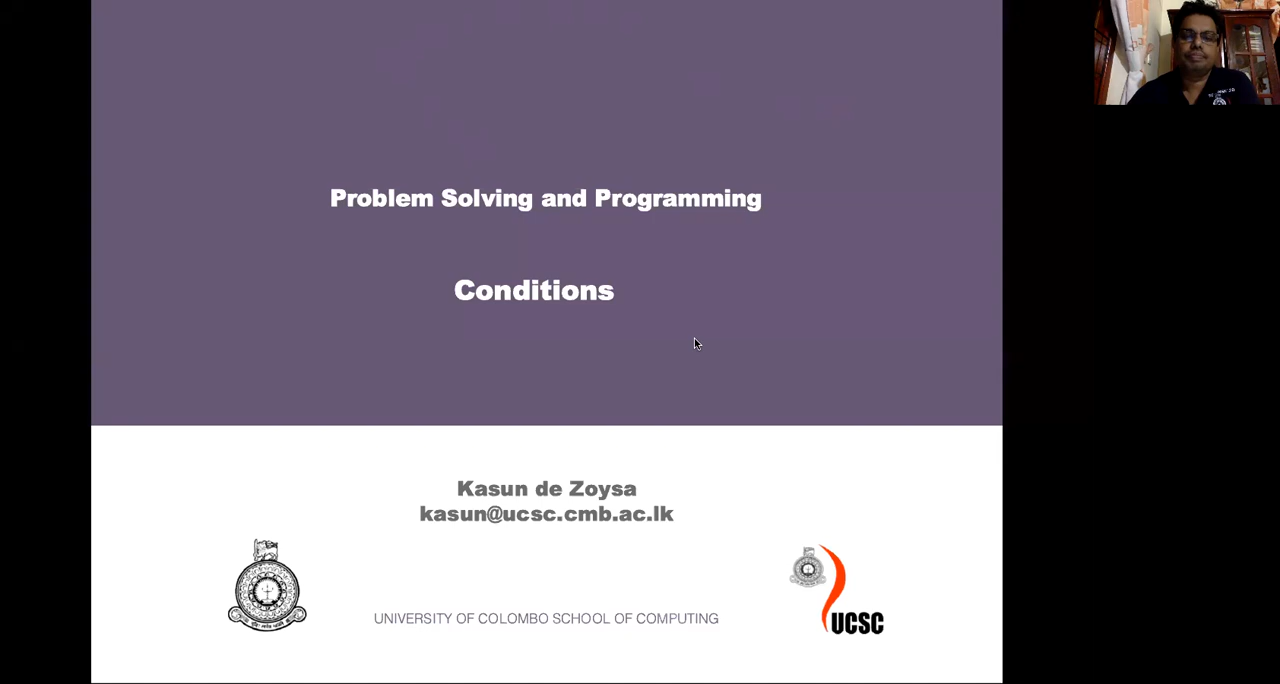 Problem Solving and Programming
Conditions
Kasun de Zoysa
kasun@ucsc.cmb.ac.lk
UNIVERSITY OF COLOMBO SCHOOL OF COMPUTING
UCSC